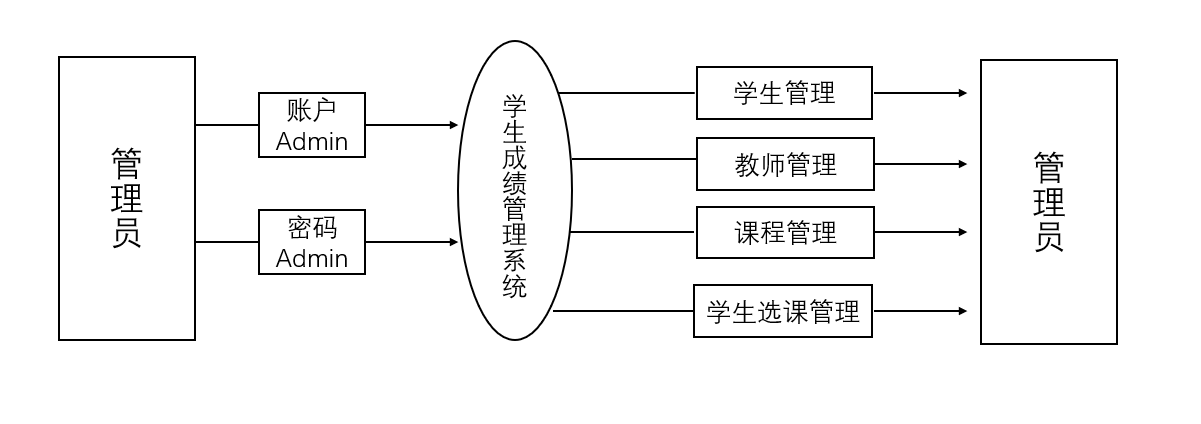 管理员
账户
Admin
密码
Admin
学生成绩管理系统
学生管理
教师管理
课程管理
学生选课管理
管理员